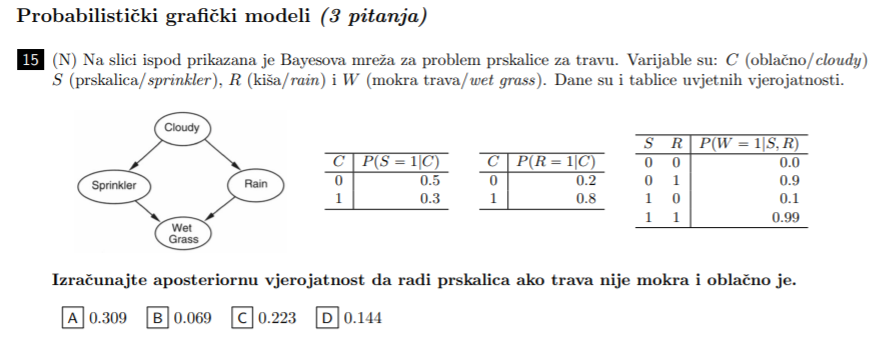 Probabilistički grafički modeli (3 pitanja)
15 (N) Na slici ispod prikazana je Bayesova mreža za problem prskalice za travu. Varijable su: C (oblačno/cloudy)
S (prskalica/sprinkler), R (kiša/rain) i W (mokra trava/wet grass). Dane su i tablice uvjetnih vjerojatnosti.
Cloudy
Sprinkler
Rain
Wet
Grass
C P(S = 1|C)
0 0.5
1 0.3
C P(R = 1|C)
0 0.2
1 0.8
S R P(W = 1|S, R)
0 0 0.0
0 1 0.9
1 0 0.1
1 1 0.99
Izračunajte aposteriornu vjerojatnost da radi prskalica ako trava nije mokra i oblačno je.
A 0.309 B 0.069 C 0.223 D 0.144